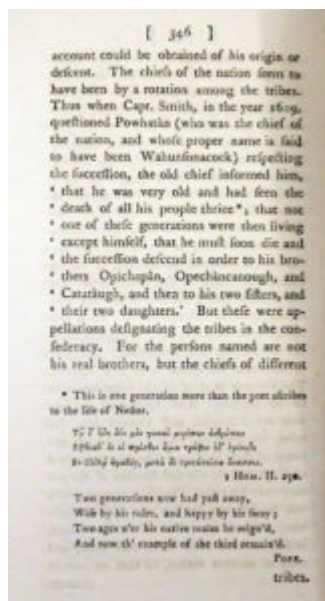 [ 346 ]
account could be obtained of his origin or
deſcent. The chiefs of the nation ſeem to
have been by a rotation among the tribes.
Thus when Capt. Smith, in the year 1609,
queſtioned Powhatan (who was the chief of
the nation, and whoſe proper name is ſaid
to have been Wahunſonacock) reſpecting
the ſucceſſion, the old chief informed him,
‘ that he was very old and had ſeen the
‘ death of all his people thrice*; that not
‘ one of theſe generations were then living
‘ except himſelf, that he muſt ſoon die and
‘ the ſucceſſion deſcend in order to his bro-
‘ thers Opichapàn, Opechàncanough, and
‘ Cataràugh, and then to his two ſiſters, and
‘ their two daughters.’ But theſe were ap-
pellations deſignating the tribes in the con-
federacy. For the perſons named are not
his real brothers, but the chiefs of different
* This is one generation more than the poet aſcribes
to the life of Neſtor.
1 HOM. II. 250.
Two generations now had paſt away,
Wiſe by his rules, and happy by his ſway;
Two ages o'er his native realm he reign'd,
And now th' example of the third remain'd.
POPE.
tribes.